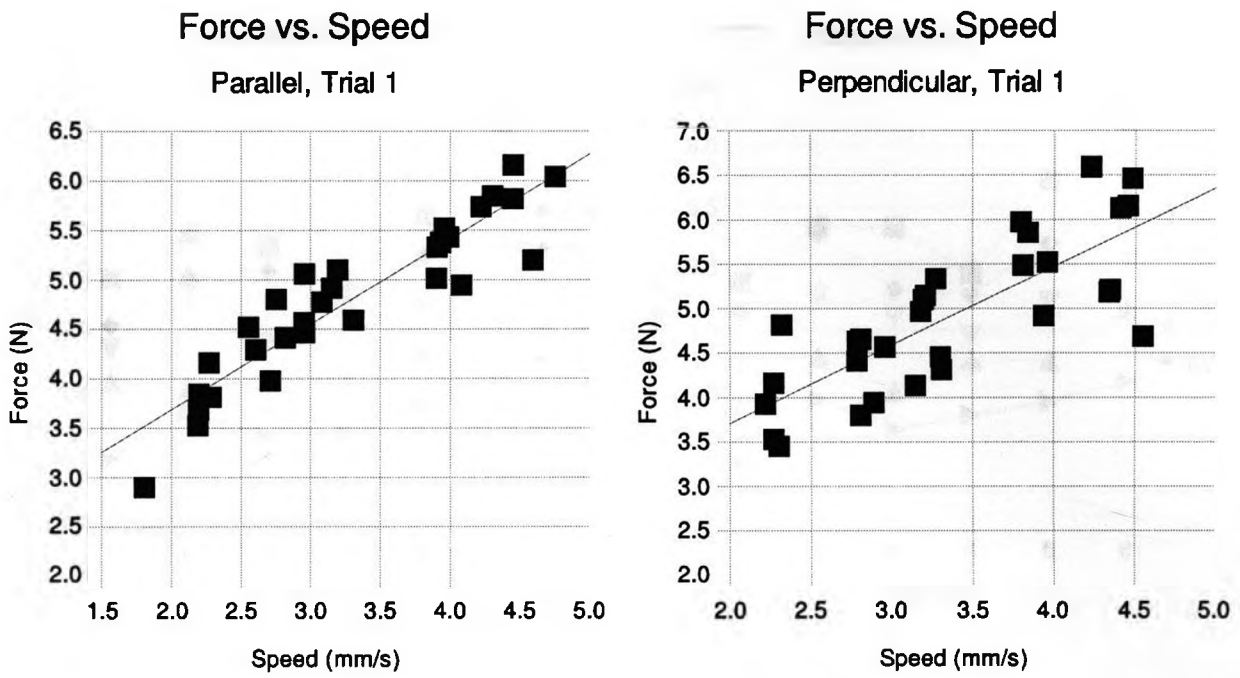 Force vs. Speed
Parallel, Trial 1
6.5
6.0
5.5
5.0
4.5
4.0
3.5
3.0
2.5
2.0
Force (N)
1.5 2.0 2.5 3.0 3.5 4.0 4.5 5.0
Speed (mm/s)
Force vs. Speed
Perpendicular, Trial 1
7.0
6.5
6.0
5.5
5.0
4.5
4.0
3.5
3.0
2.5
2.0
Force (N)
2.0 2.5 3.0 3.5 4.0 4.5 5.0
Speed (mm/s)